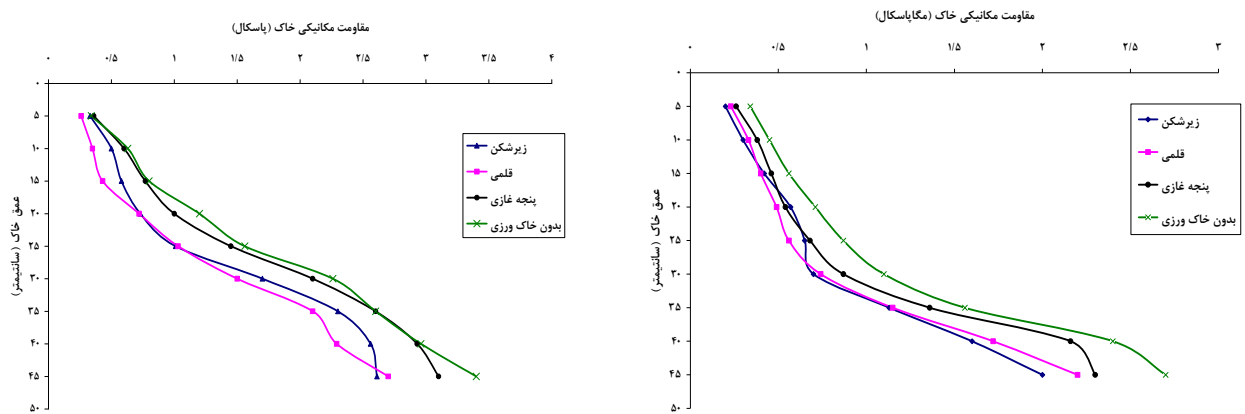 مقاومت مکانیکی خاک (پاسکال)
۰ ۰/۵ ۱ ۱/۵ ۲ ۲/۵ ۳ ۳/۵ ۴
۰
۵
۱۰
۱۵
۲۰
۲۵
۳۰
۳۵
۴۰
۴۵
۵۰
عمق خاک (سانتیمتر)
زیرشکن
قلمی
پنجه غازی
بدون خاک ورزی
مقاومت مکانیکی خاک (مگاپاسکال)
۰ ۰/۵ ۱ ۱/۵ ۲ ۲/۵ ۳
۰
۵
۱۰
۱۵
۲۰
۲۵
۳۰
۳۵
۴۰
۴۵
۵۰
عمق خاک (سانتیمتر)
زیرشکن
قلمی
پنجه غازی
بدون خاک ورزی